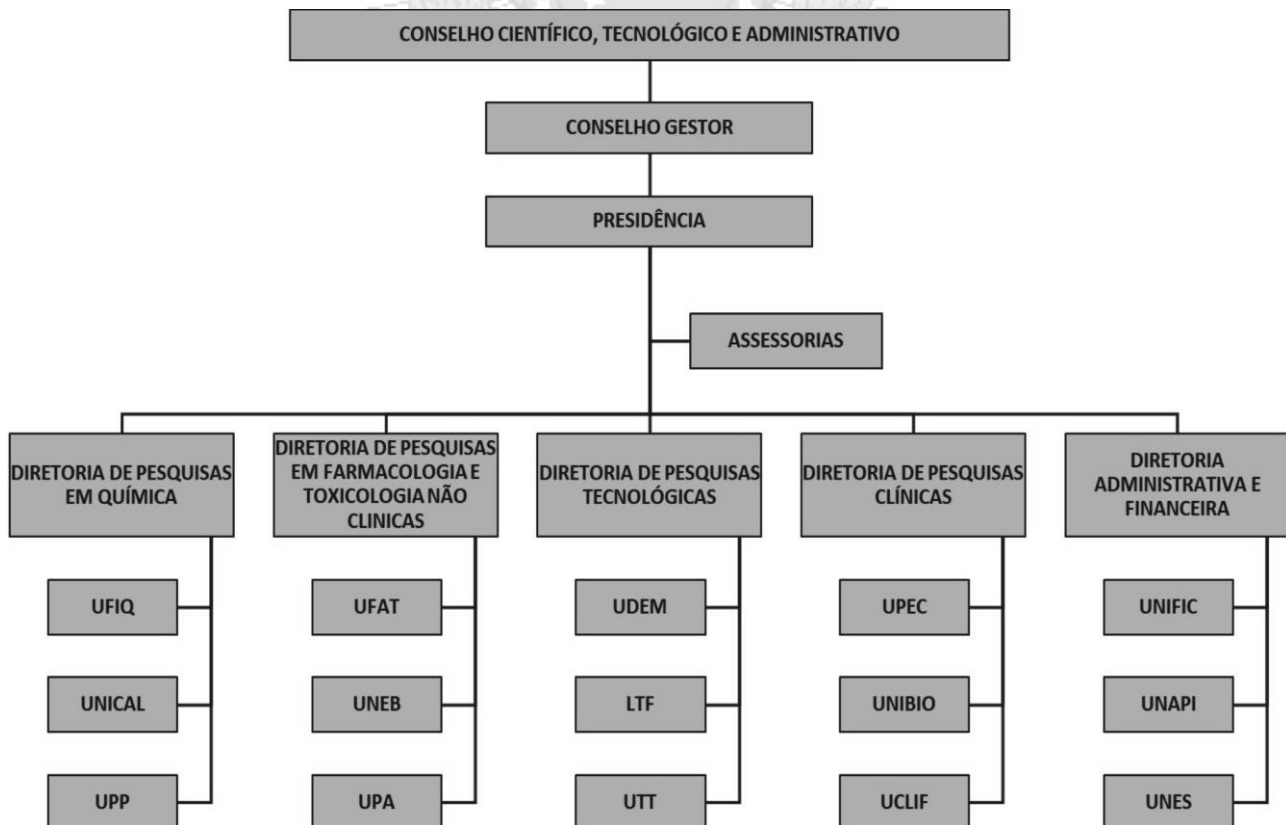 CONSELHO CIENTÍFICO, TECNOLÓGICO E ADMINISTRATIVO
CONSELHO GESTOR
PRESIDÊNCIA
ASSESSORIAS
DIRETORIA DE PESQUISAS
EM QUÍMICA
DIRETORIA DE PESQUISAS
EM FARMACOLOGIA E
TOXICOLOGIA NÃO
CLINICAS
DIRETORIA DE PESQUISAS
TECNOLÓGICAS
DIRETORIA DE PESQUISAS
CLÍNICAS
DIRETORIA
ADMINISTRATIVA E
FINANCEIRA
UFIQ
UFAT
UDEM
UPEC
UNIFIC
UNICAL
UNEB
LTF
UNIBIO
UNAPI
UPP
UPA
UTT
UCLIF
UNES